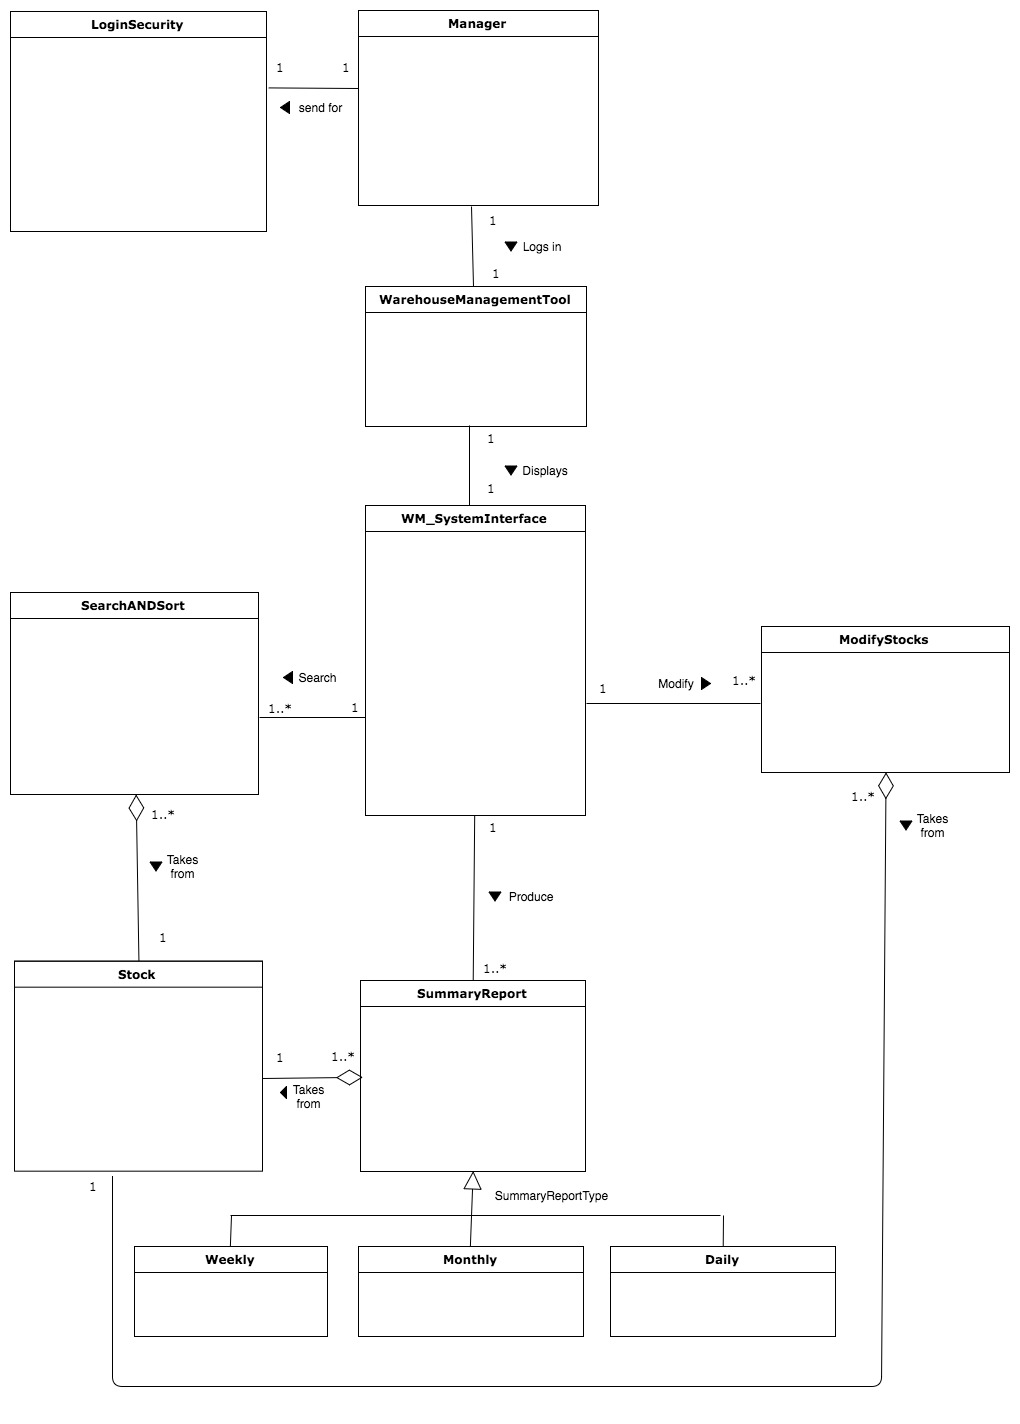 LoginSecurity
Manager
1
1
send for
1
Logs in
1
WarehouseManagementTool
1
Displays
1
WM_SystemInterface
SearchANDSort
ModifyStocks
Search
1..*
1
1
Modify
1..*
1..*
Takes
from
1
1
Produce
1..*
1..*
Takes
from
Stock
SummaryReport
1
1..*
Takes
from
1
SummaryReportType
Weekly
Monthly
Daily